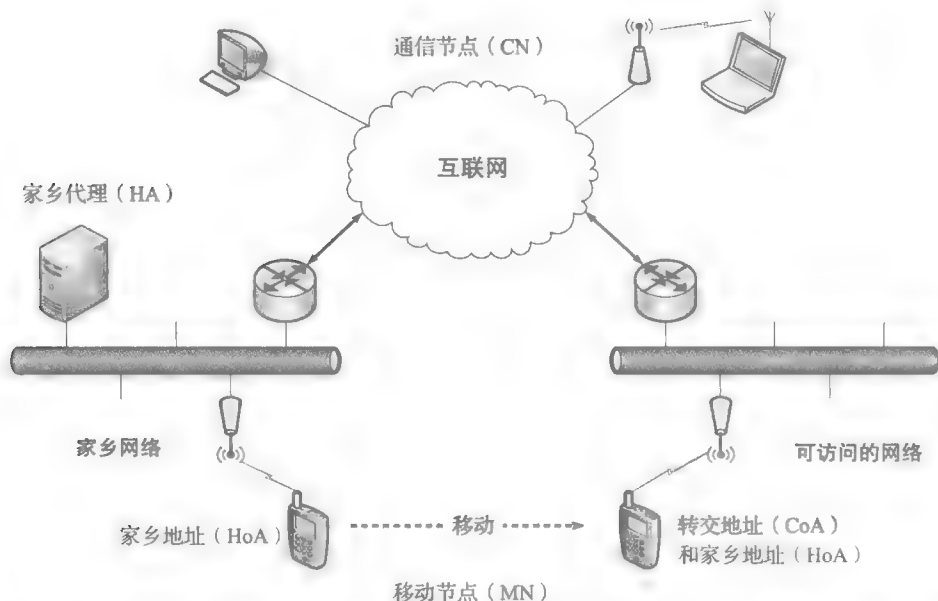 通信节点（CN）
互联网
家乡代理（HA）
家乡网络
可访问的网络
家乡地址（HoA）
移动
转交地址（CoA）
和家乡地址（HoA）
移动节点（MN）